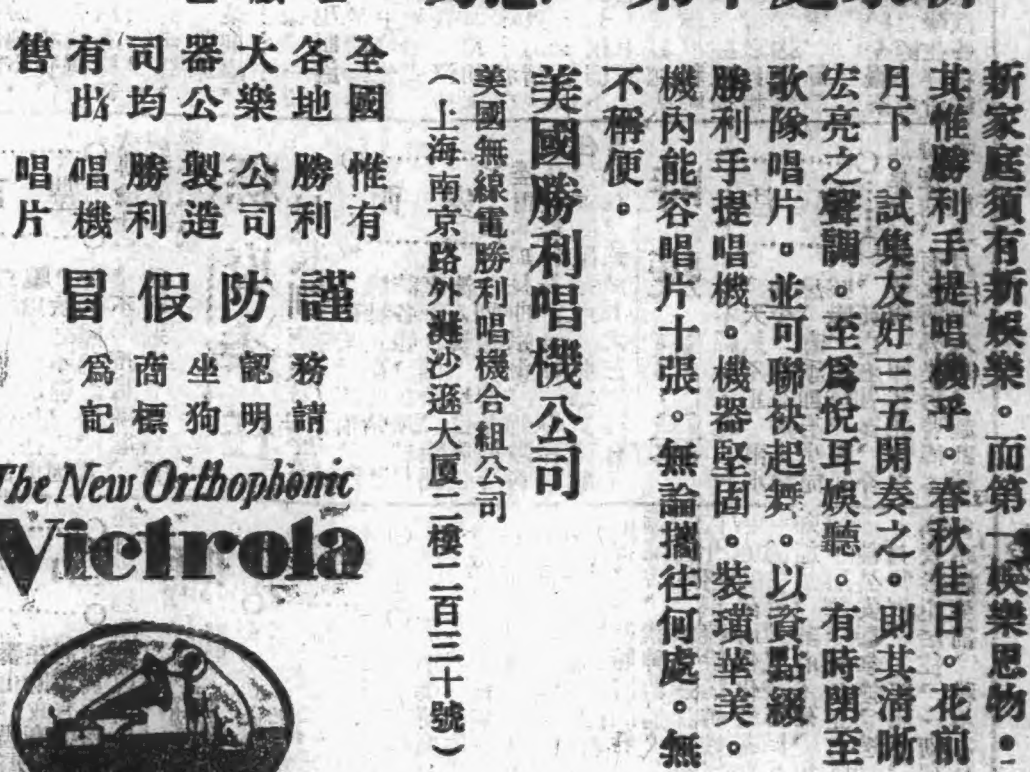 新家庭須有新娛樂。而第一娛樂恩物。
其惟勝利手提唱機乎。春秋佳日。花前
月下。試集友好三五開奏之。則其清晰
宏亮之聲調。至爲悅耳娛聽。有時開至
歌隊唱片。並可聯袂起舞。以資點綴
勝利手提唱機。機器堅固。裝璜華美。
機內能容唱片十張。無論攜往何處。無
不稱便。
美國勝利唱機公司
美國無線電勝利唱機合組公司
(上海南京路外灘沙遜大厦二樓二百三十號)
全國各地大樂器公司均有出售
惟有勝利公司製造勝利唱機唱片
謹防假冒
務請認明坐狗商標爲記
The New Orthophonic
Victrola